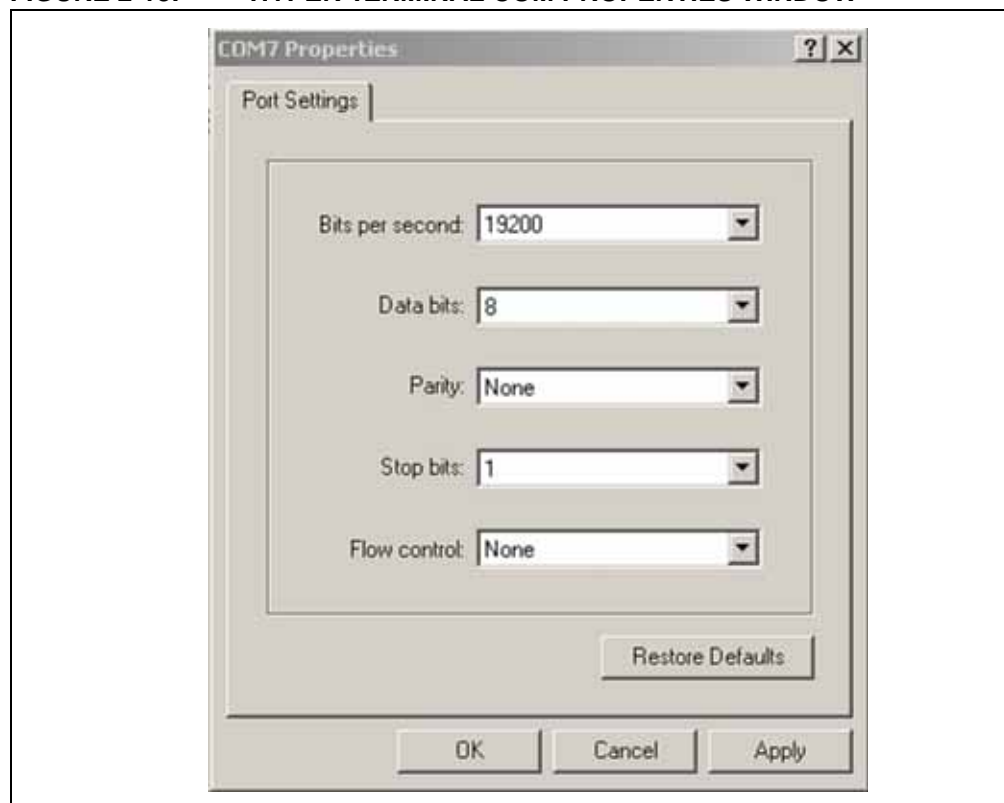 COM7 Properties
Port Settings
Bits per second: 19200
Data bits: 8
Parity: None
Stop bits: 1
Flow control: None
Restore Defaults
OK Cancel Apply